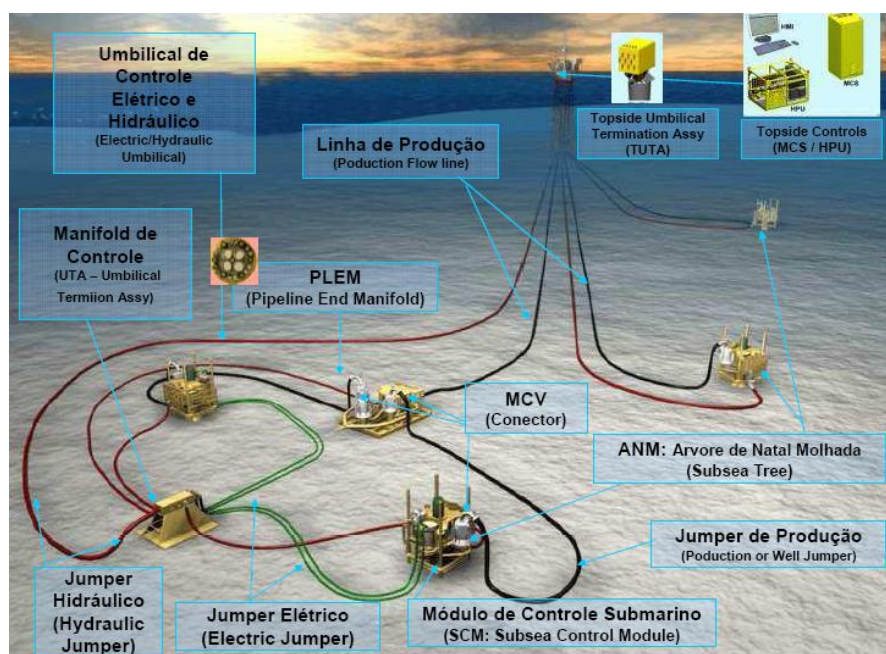 Umbilical de
Controle
Elétrico e
Hidráulico
(Electric/Hydraulic
Umbilical)
HMI
MCS
HPU
Topside Umbilical
Termination Assy
(TUTA)
Topside Controls
(MCS / HPU)
Linha de Produção
(Poduction Flow line)
Manifold de
Controle
(UTA – Umbilical
Termiion Assy)
PLEM
(Pipeline End Manifold)
MCV
(Conector)
ANM: Arvore de Natal Molhada
(Subsea Tree)
Jumper de Produção
(Poduction or Well Jumper)
Jumper
Hidráulico
(Hydraulic
Jumper)
Jumper Elétrico
(Electric Jumper)
Módulo de Controle Submarino
(SCM: Subsea Control Module)